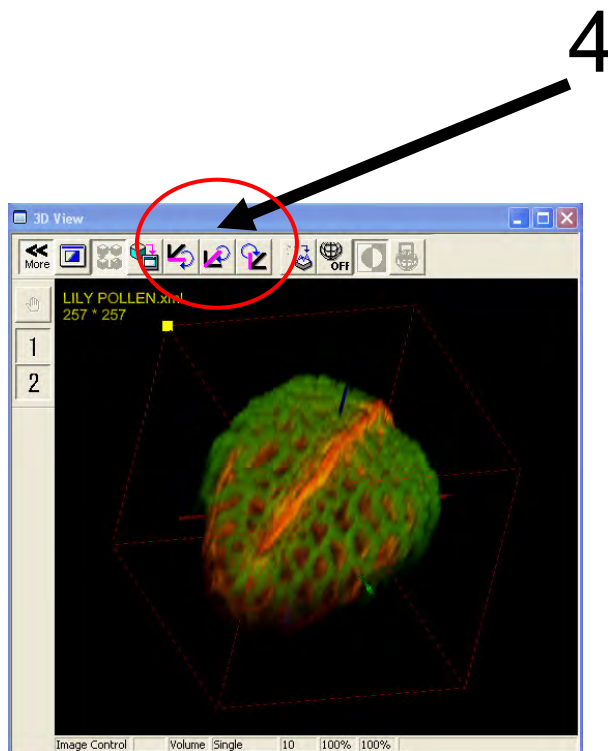 4
3D View
More
OFF
LILY POLLEN.xml
257 * 257
1
2
Image Control Volume Single 10 100% 100%